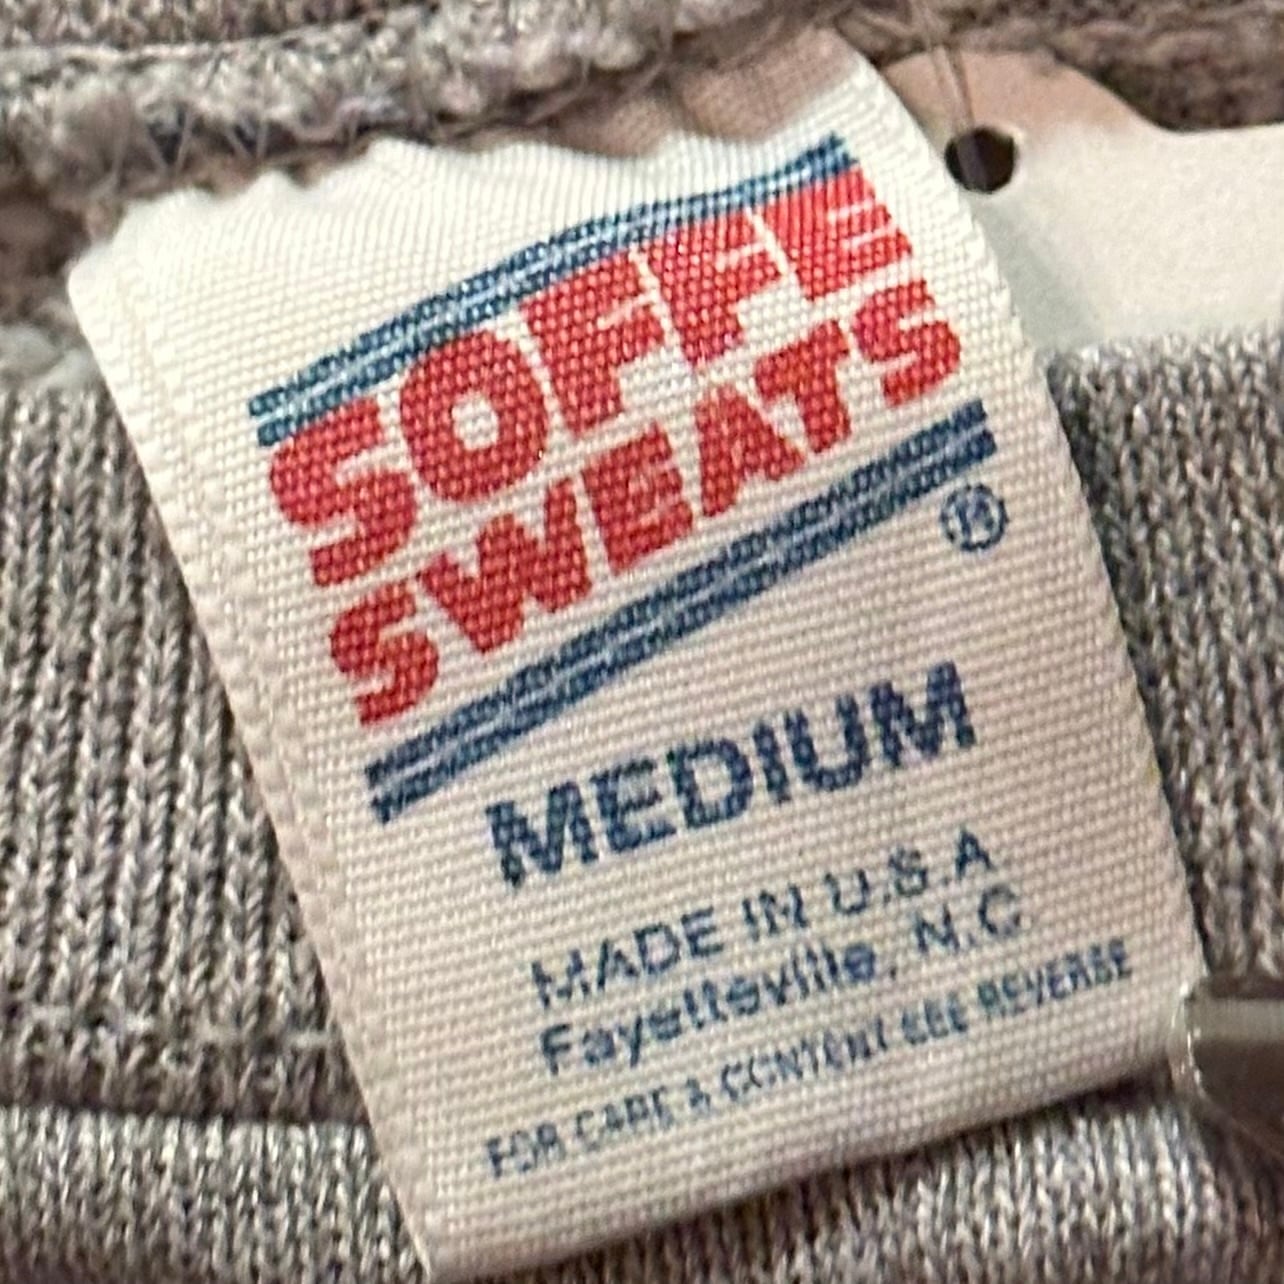 SOFFE
SWEATS
®
MEDIUM
MADE IN U.S.A
Fayetteville, N.C
FOR CARE & CONTENT SEE REVERSE